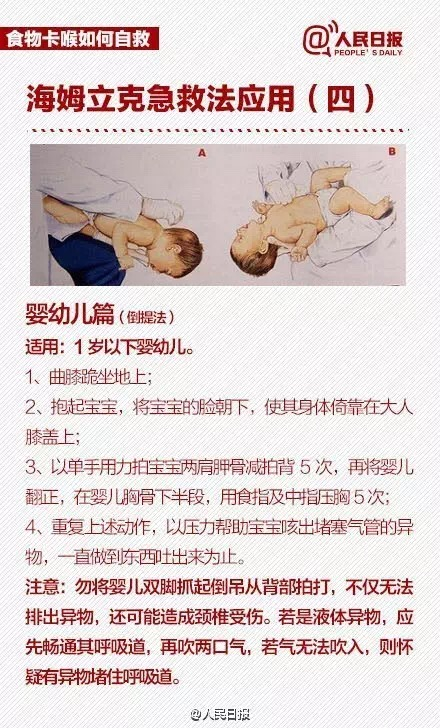 食物卡喉如何自救
@人民日报
PEOPLE'S DAILY
海姆立克急救法应用（四）
A
B
婴幼儿篇（倒提法）
适用：1岁以下婴幼儿。
1、曲膝跪坐地上；
2、抱起宝宝，将宝宝的脸朝下，使其身体倚靠在大人
膝盖上；
3、以单手用力拍宝宝两肩胛骨减拍背 5 次，再将婴儿
翻正，在婴儿胸骨下半段，用食指及中指压胸 5 次；
4、重复上述动作，以压力帮助宝宝咳出堵塞气管的异
物，一直做到东西吐出来为止。
注意：勿将婴儿双脚抓起倒吊从背部拍打，不仅无法
排出异物，还可能造成颈椎受伤。若是液体异物，应
先畅通其呼吸道，再吹两口气，若气无法吹入，则怀
疑有异物堵住呼吸道。
@人民日报